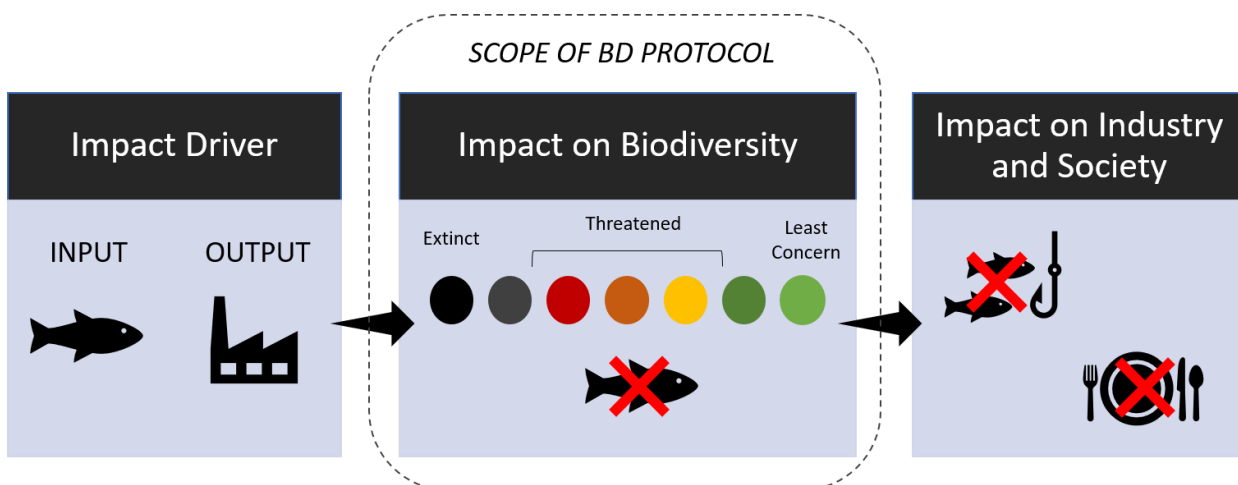 SCOPE OF BD PROTOCOL
Impact Driver
INPUT
OUTPUT
Impact on Biodiversity
Extinct
Threatened
Least
Concern
Impact on Industry
and Society